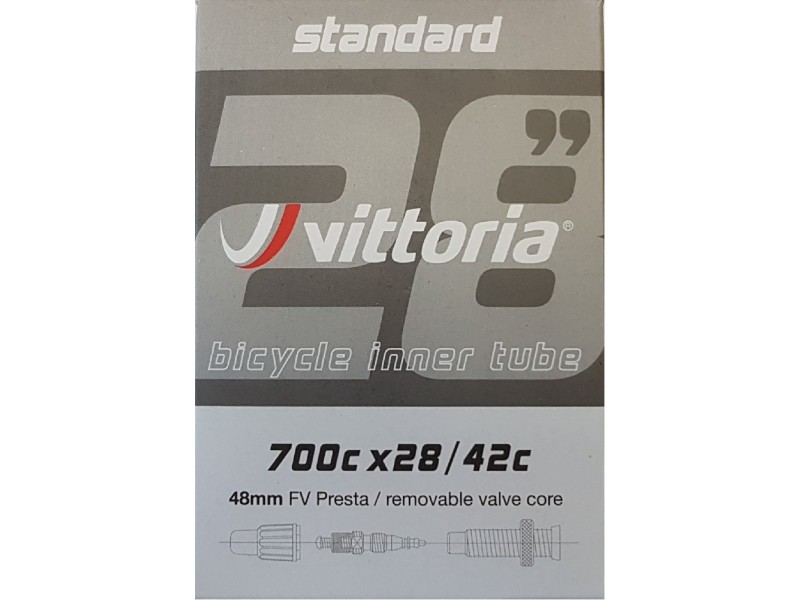 standard
28”
vittoria®
bicycle inner tube
700c x28/42c
48mm FV Presta / removable valve core